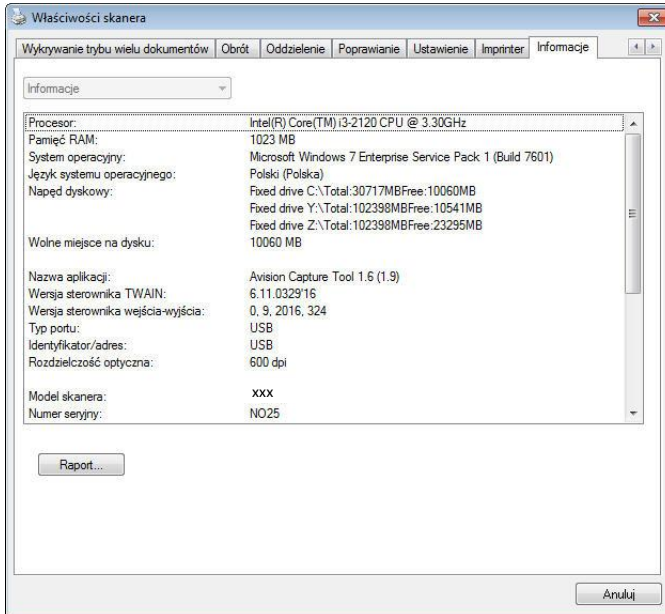 Właściwości skanera
Wykrywanie trybu wielu dokumentów Obrót Oddzielenie Poprawianie Ustawienie Imprinter Informacje
Informacje
Procesor: Intel(R) Core(TM) i3-2120 CPU @ 3.30GHz
Pamięć RAM: 1023 MB
System operacyjny: Microsoft Windows 7 Enterprise Service Pack 1 (Build 7601)
Język systemu operacyjnego: Polski (Polska)
Napęd dyskowy: Fixed drive C:\Total:30717MBFree:10060MB
Fixed drive Y:\Total:102398MBFree:10541MB
Fixed drive Z:\Total:102398MBFree:23295MB
Wolne miejsce na dysku: 10060 MB
Nazwa aplikacji: Avision Capture Tool 1.6 (1.9)
Wersja sterownika TWAIN: 6.11.0329'16
Wersja sterownika wejścia-wyjścia: 0, 9, 2016, 324
Typ portu: USB
Identyfikator/adres: USB
Rozdzielczość optyczna: 600 dpi
Model skanera: xxx
Numer seryjny: NO25
Raport...
Anuluj